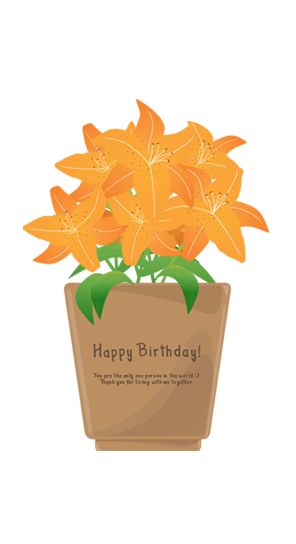 Happy Birthday!
You are the only one person in the world :)
Thank you for living with me together